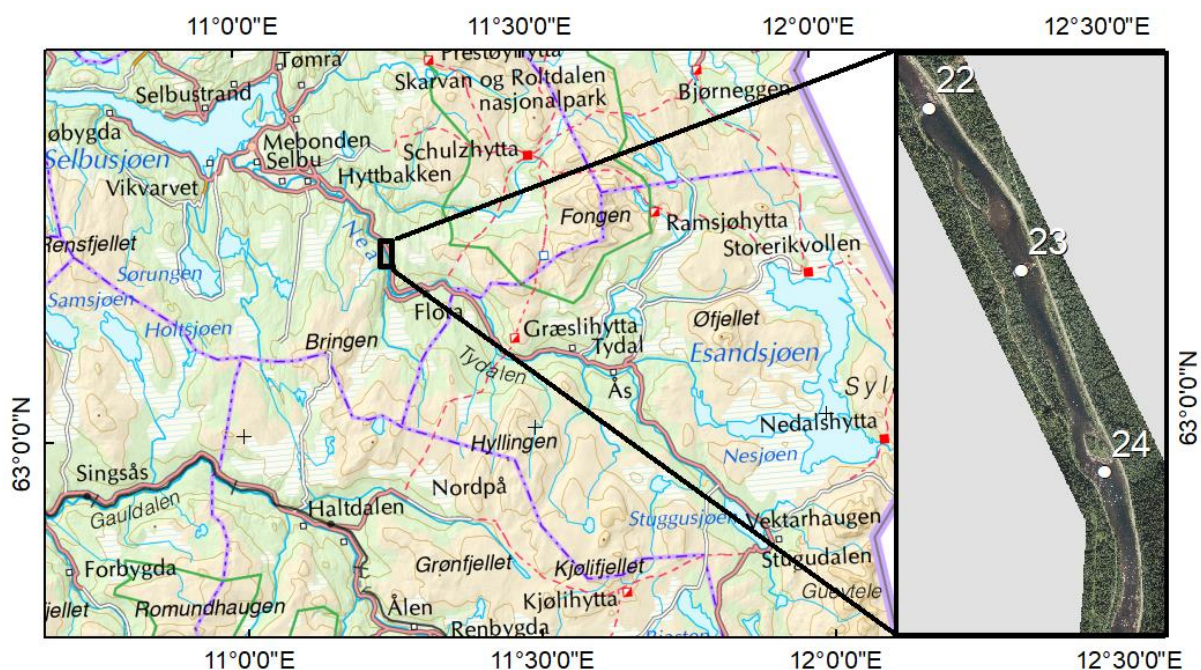 11°0'0"E
11°30'0"E
12°0'0"E
12°30'0"E
Tømra
Prestøyhytta
Skarvan og Roltdalen
nasjonalpark
Bjørneggen
Selbustrand
øbygda
Mebonden
Selbu
Selbusjøen
Schulzhytta
Hyttbakken
Vikvarvet
Nea
Fongen
Ramsjøhytta
Rensfjellet
Storerikvollen
Sørungen
Samsjøen
Flora
Holtsjøen
Bringen
Græslihytta
Øfjellet
Tydal
Tydalen
Esandsjøen
Ås
Syl
Nedalshytta
Hyllingen
Nesjøen
Singsås
Nordpå
Gauldalen
Haltdalen
Stuggusjøen
Vektarhaugen
Stugudalen
Forbygda
Grønfjellet
Kjølifjellet
fjellet
Romundhaugen
Ålen
Kjølihytta
Renbygda
22
23
24
63°0'0"N
63°0'0"N
11°0'0"E
11°30'0"E
12°0'0"E
12°30'0"E